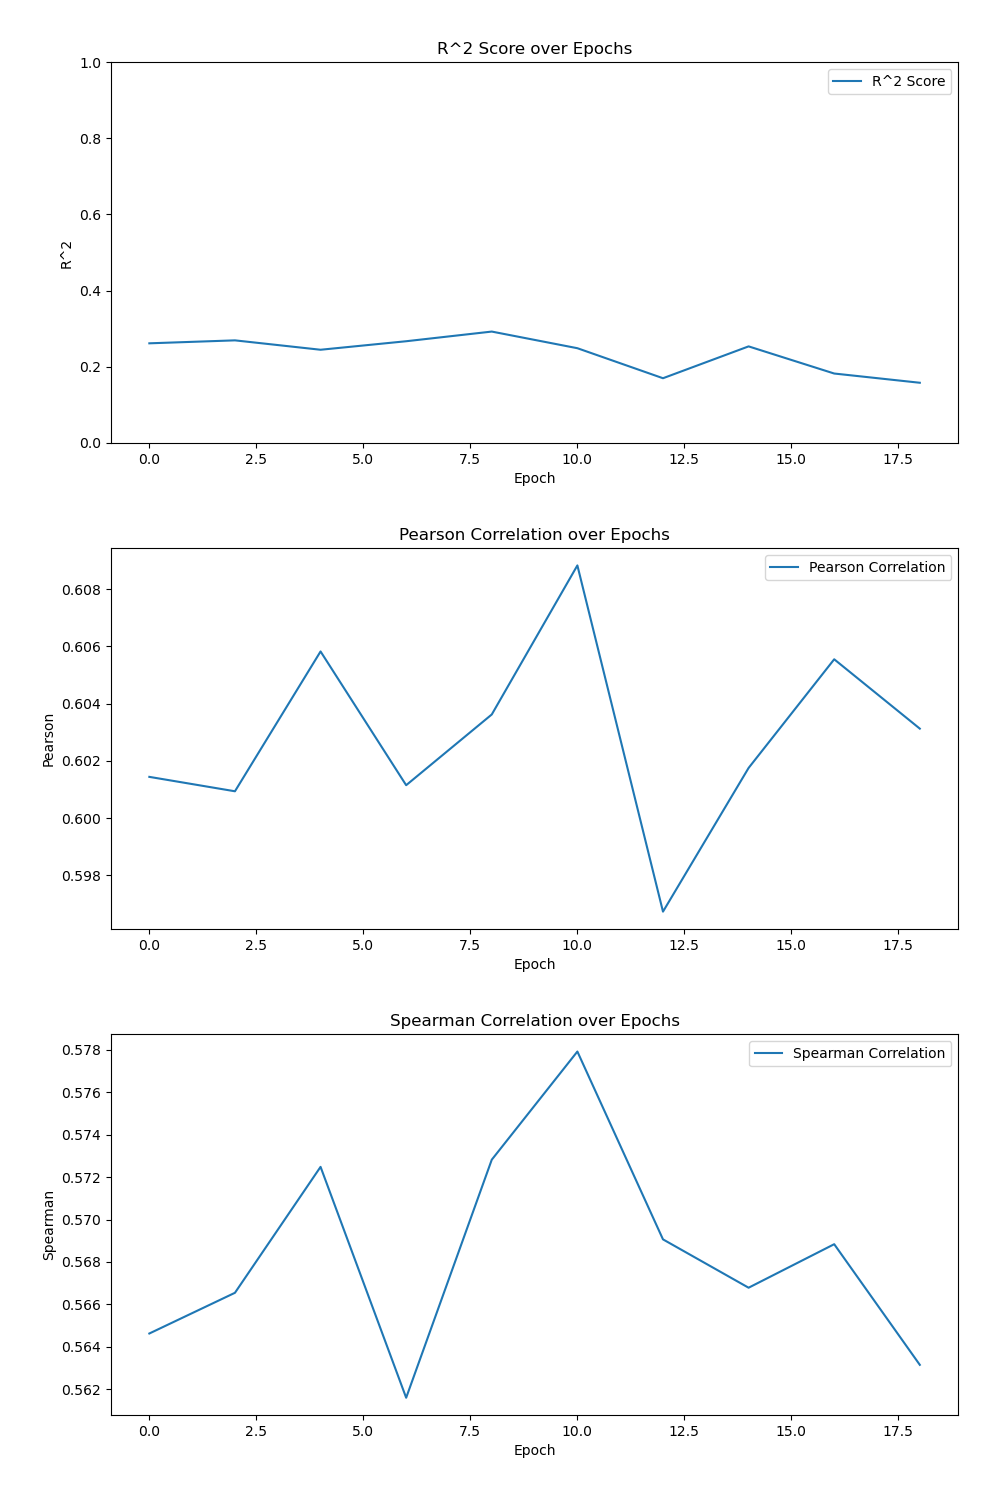 R^2 Score over Epochs
1.0
R^2 Score
0.8
0.6
R^2
0.4
0.2
0.0
0.0 2.5 5.0 7.5 10.0 12.5 15.0 17.5
Epoch
Pearson Correlation over Epochs
Pearson Correlation
0.608
0.606
0.604
Pearson
0.602
0.600
0.598
0.0 2.5 5.0 7.5 10.0 12.5 15.0 17.5
Epoch
Spearman Correlation over Epochs
0.578
Spearman Correlation
0.576
0.574
0.572
0.570
Spearman
0.568
0.566
0.564
0.562
0.0 2.5 5.0 7.5 10.0 12.5 15.0 17.5
Epoch